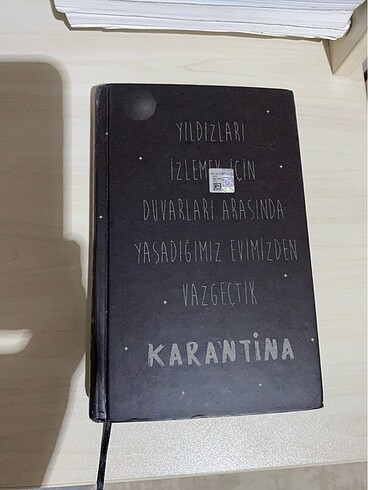 YILDIZLARI
İZLEMEK İÇİN
DUVARLARI ARASINDA
YAŞADIĞIMIZ EVİMİZDEN
VAZGEÇTİK
KARANTİNA